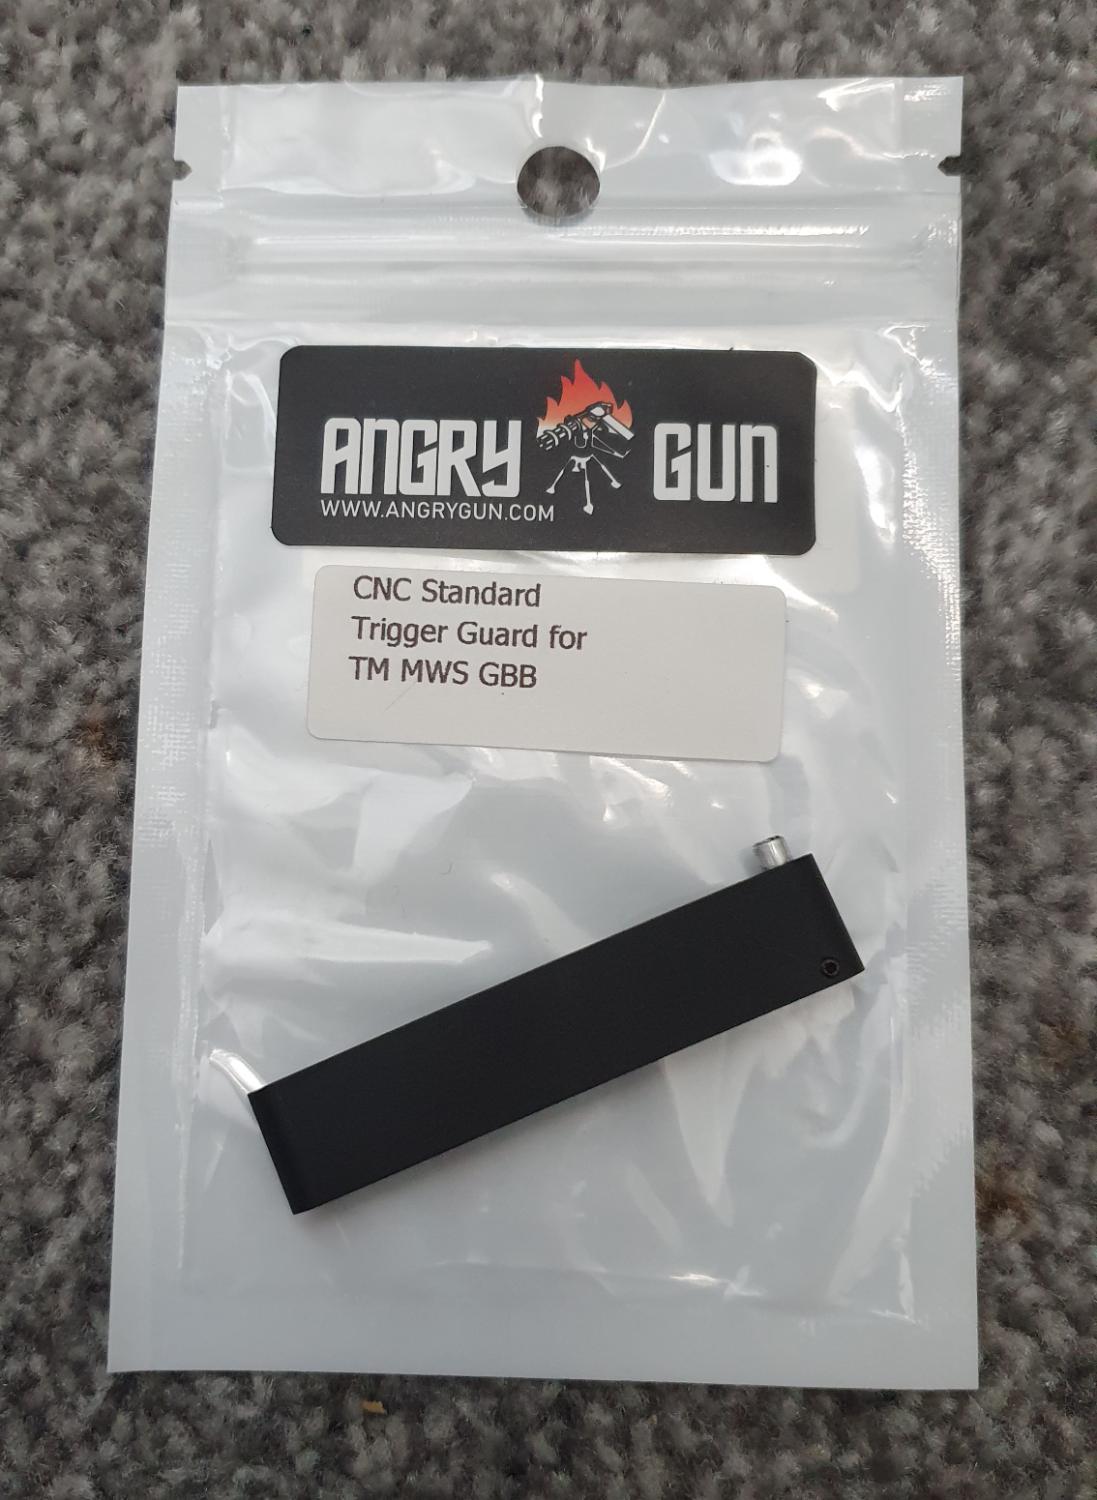 ANGRY GUN
WWW.ANGRYGUN.COM
CNC Standard
Trigger Guard for
TM MWS GBB